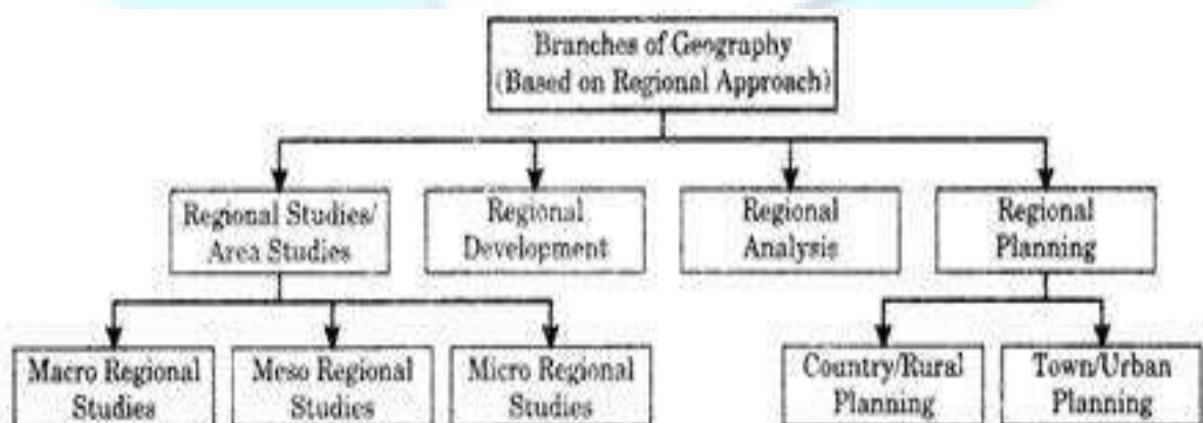 Branches of Geography
(Based on Regional Approach)
Regional Studies/
Area Studies
Regional
Development
Regional
Analysis
Regional
Planning
Macro Regional
Studies
Meso Regional
Studies
Micro Regional
Studies
Country/Rural
Planning
Town/Urban
Planning